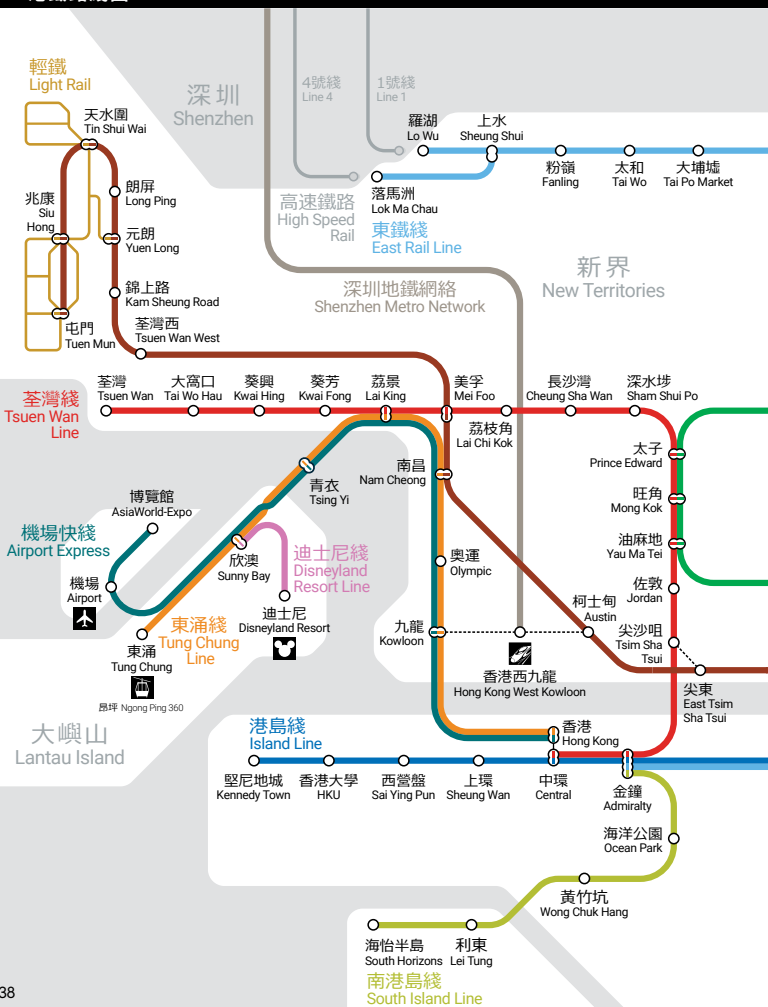 輕鐵
Light Rail
天水圍
Tin Shui Wai
朗屏
Long Ping
兆康
Siu
Hong
元朗
Yuen Long
錦上路
Kam Sheung Road
屯門
Tuen Mun
荃灣西
Tsuen Wan West
深圳
Shenzhen
4號綫
Line 4
1號綫
Line 1
羅湖
Lo Wu
上水
Sheung Shui
粉嶺
Fanling
太和
Tai Wo
大埔墟
Tai Po Market
落馬洲
Lok Ma Chau
高速鐵路
High Speed
Rail
東鐵綫
East Rail Line
深圳地鐵網絡
Shenzhen Metro Network
新界
New Territories
荃灣綫
Tsuen Wan
Line
荃灣
Tsuen Wan
大窩口
Tai Wo Hau
葵興
Kwai Hing
葵芳
Kwai Fong
荔景
Lai King
美孚
Mei Foo
荔枝角
Lai Chi Kok
長沙灣
Cheung Sha Wan
深水埗
Sham Shui Po
太子
Prince Edward
旺角
Mong Kok
油麻地
Yau Ma Tei
佐敦
Jordan
尖沙咀
Tsim Sha
Tsui
尖東
East Tsim
Sha Tsui
南昌
Nam Cheong
奧運
Olympic
柯士甸
Austin
九龍
Kowloon
香港西九龍
Hong Kong West Kowloon
青衣
Tsing Yi
博覽館
AsiaWorld-Expo
機場快綫
Airport Express
機場
Airport
欣澳
Sunny Bay
迪士尼綫
Disneyland
Resort Line
迪士尼
Disneyland Resort
東涌綫
Tung Chung
Line
東涌
Tung Chung
昂坪 Ngong Ping 360
大嶼山
Lantau Island
港島綫
Island Line
香港
Hong Kong
堅尼地城
Kennedy Town
香港大學
HKU
西營盤
Sai Ying Pun
上環
Sheung Wan
中環
Central
金鐘
Admiralty
海洋公園
Ocean Park
黃竹坑
Wong Chuk Hang
海怡半島
South Horizons
利東
Lei Tung
南港島綫
South Island Line
38